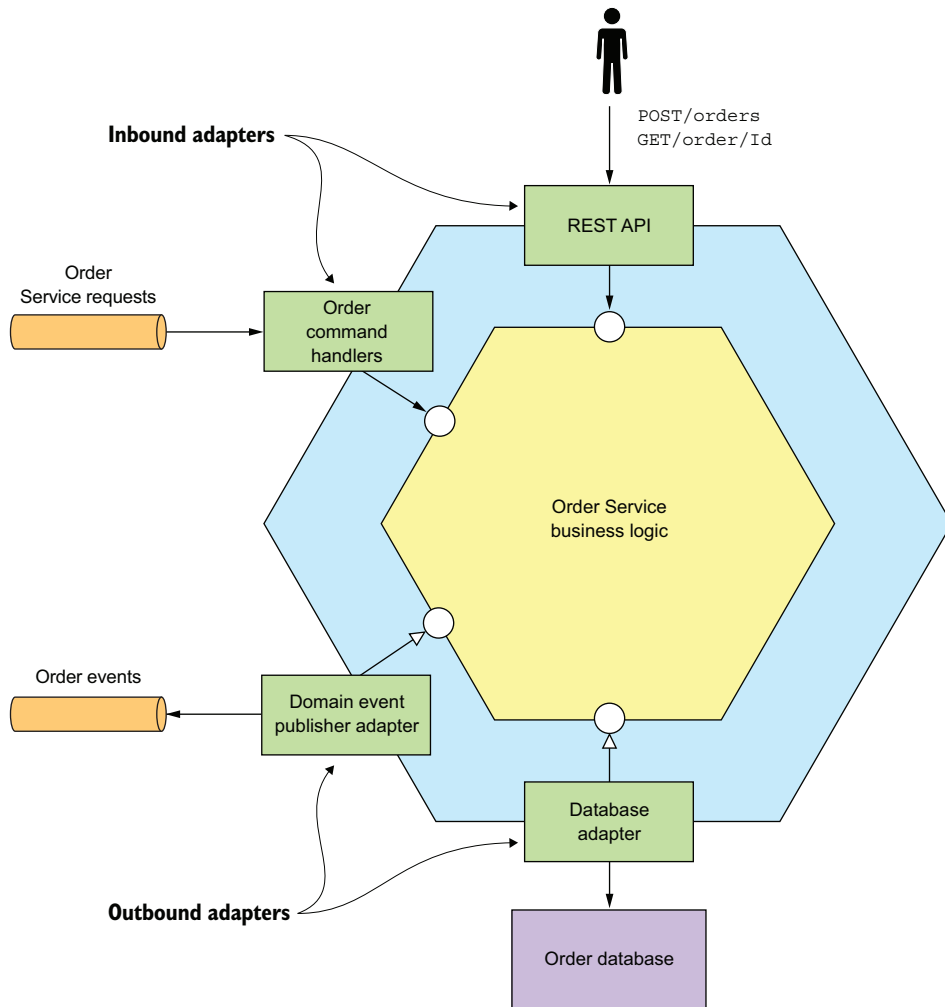 POST/orders
GET/order/Id
Inbound adapters
REST API
Order
Service requests
Order
command
handlers
Order Service
business logic
Order events
Domain event
publisher adapter
Database
adapter
Outbound adapters
Order database